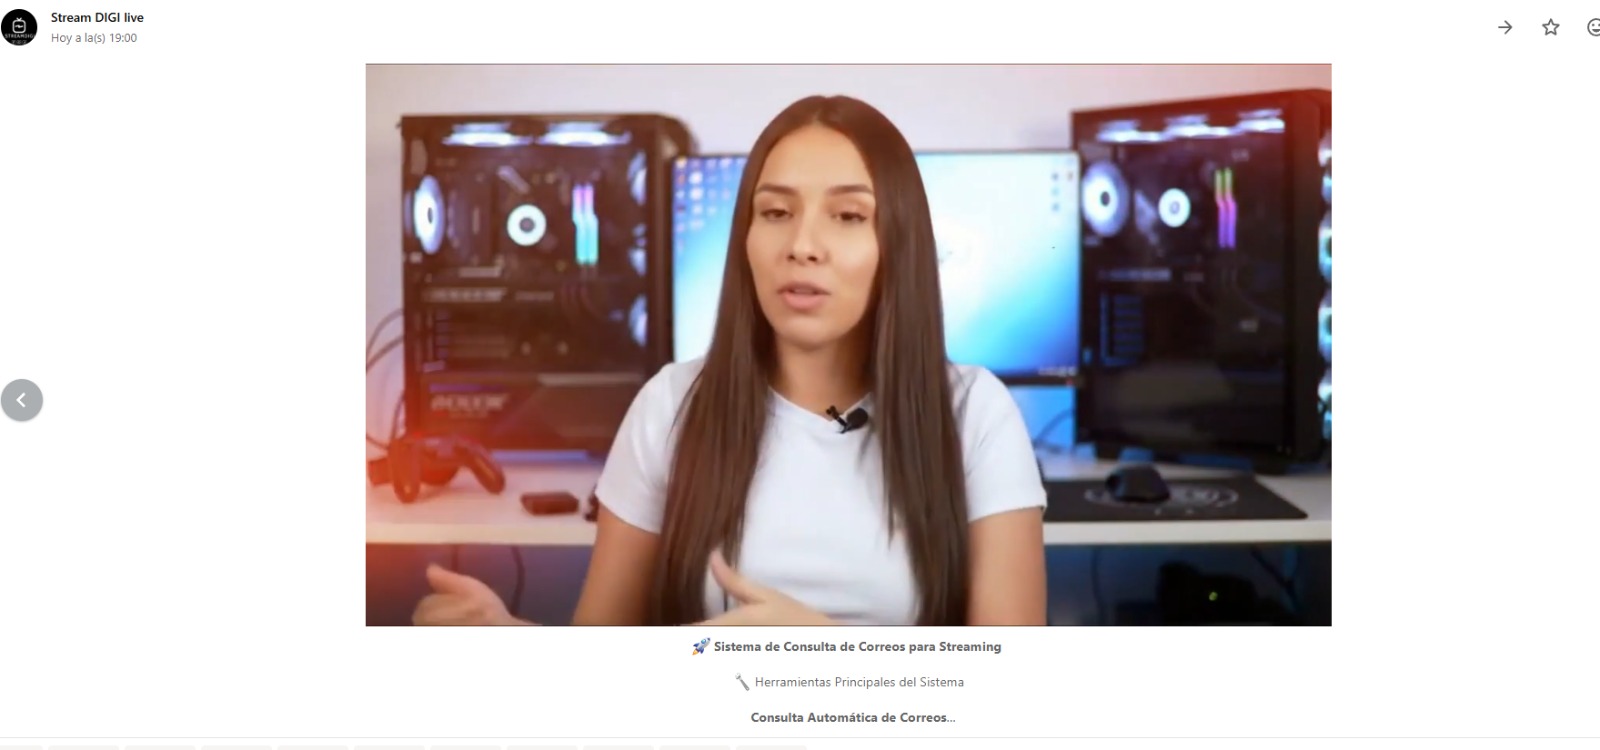 Stream DIGI live
Hoy a la(s) 19:00
🚀 Sistema de Consulta de Correos para Streaming
🔧 Herramientas Principales del Sistema
Consulta Automática de Correos...